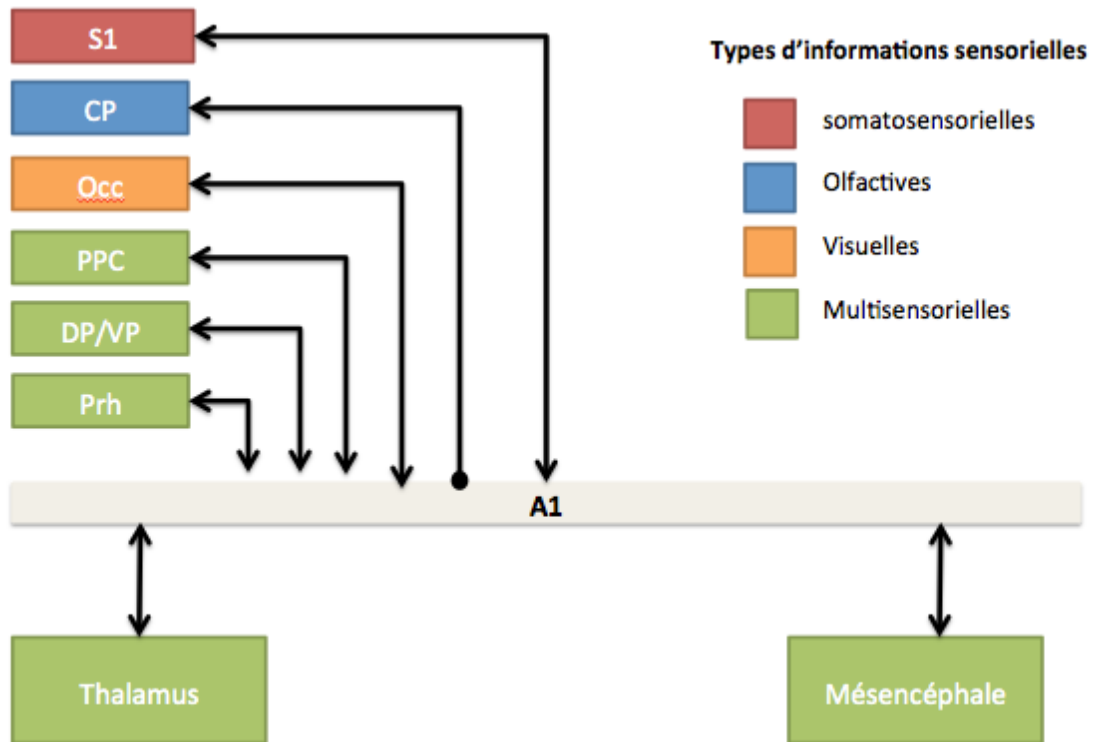 S1
CP
Occ
PPC
DP/VP
Prh
Types d'informations sensorielles
somatosensorielles
Olfactives
Visuelles
Multisensorielles
A1
Thalamus
Mésencéphale